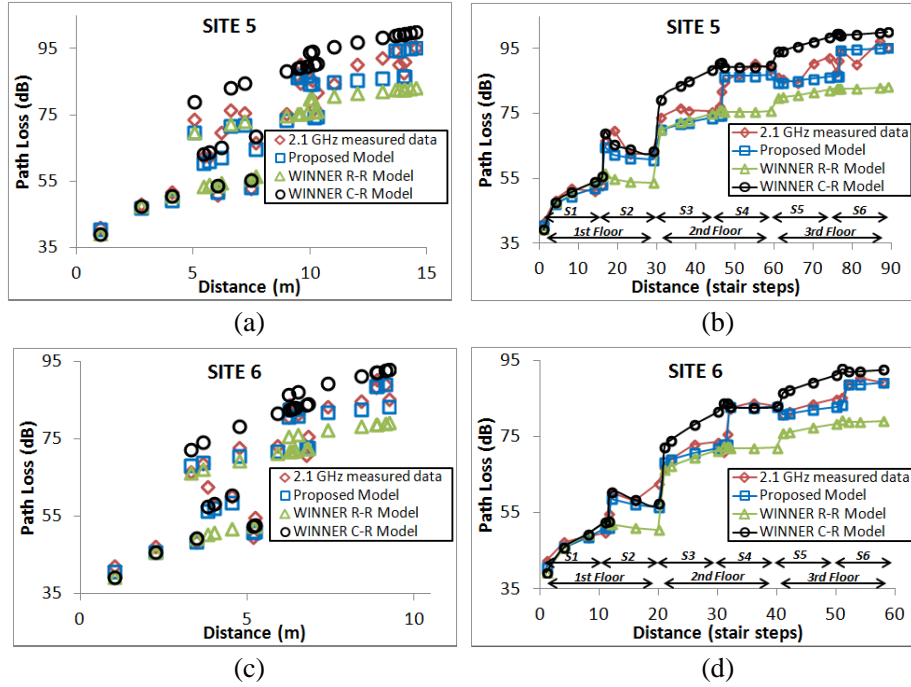 SITE 5
Path Loss (dB)
95
75
55
35
2.1 GHz measured data
Proposed Model
WINNER R-R Model
WINNER C-R Model
0 5 10 15
Distance (m)
(a)
SITE 5
Path Loss (dB)
95
75
55
35
2.1 GHz measured data
Proposed Model
WINNER R-R Model
WINNER C-R Model
S1 S2 S3 S4 S5 S6
1st Floor 2nd Floor 3rd Floor
0 10 20 30 40 50 60 70 80 90
Distance (stair steps)
(b)
SITE 6
Path Loss (dB)
95
75
55
35
2.1 GHz measured data
Proposed Model
WINNER R-R Model
WINNER C-R Model
0 5 10
Distance (m)
(c)
SITE 6
Path Loss (dB)
95
75
55
35
2.1 GHz measured data
Proposed Model
WINNER R-R Model
WINNER C-R Model
S1 S2 S3 S4 S5 S6
1st Floor 2nd Floor 3rd Floor
0 10 20 30 40 50 60
Distance (stair steps)
(d)